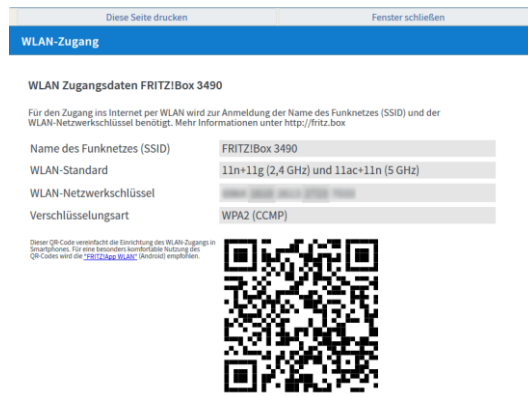 Diese Seite drucken Fenster schließen
WLAN-Zugang
WLAN Zugangsdaten FRITZ!Box 3490
Für den Zugang ins Internet per WLAN wird zur Anmeldung der Name des Funknetzes (SSID) und der
WLAN-Netzwerkschlüssel benötigt. Mehr Informationen unter http://fritz.box
Name des Funknetzes (SSID) FRITZ!Box 3490
WLAN-Standard 11n+11g (2,4 GHz) und 11ac+11n (5 GHz)
WLAN-Netzwerkschlüssel
Verschlüsselungsart WPA2 (CCMP)
Dieser QR-Code vereinfacht die Einrichtung des WLAN-Zugangs in
Smartphones. Für eine besonders komfortable Nutzung des
QR-Codes wird die "FRITZ!App WLAN" (Android) empfohlen.